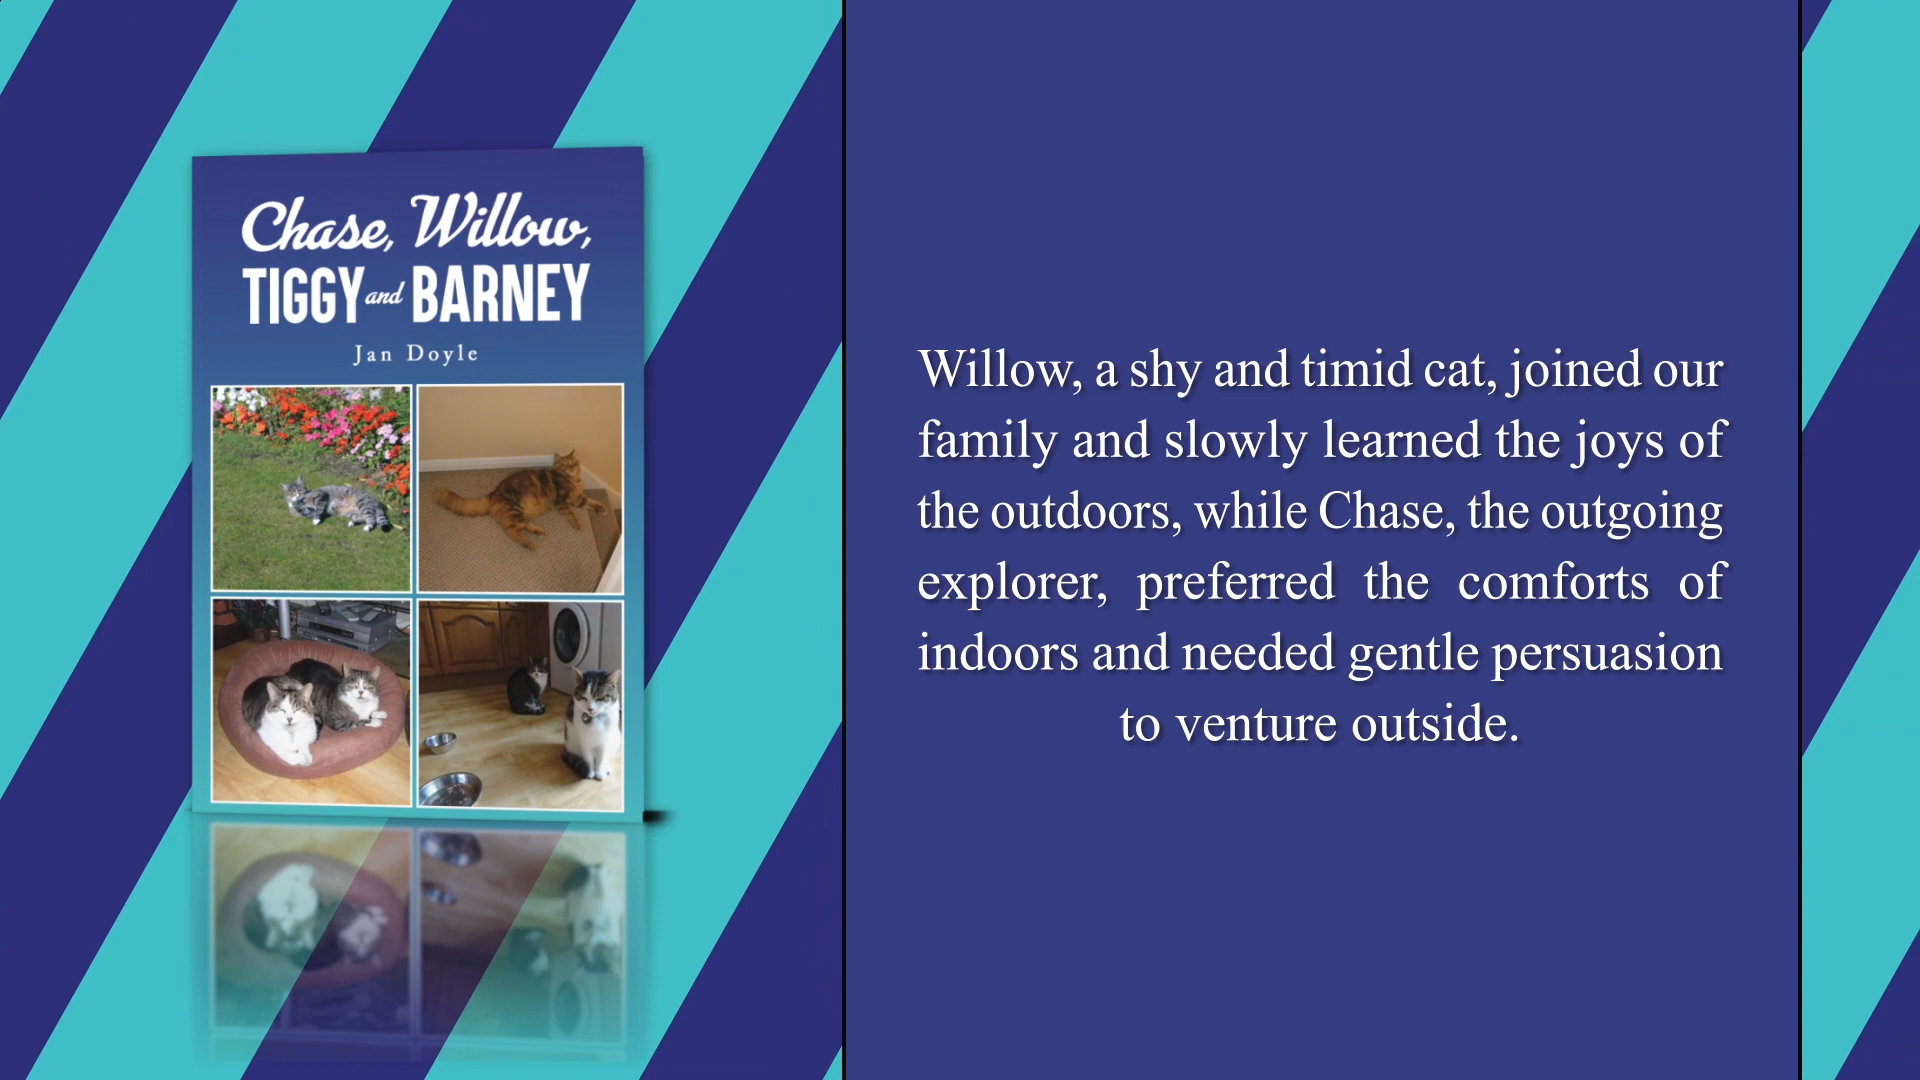 Chase, Willow,
TIGGY and BARNEY
Jan Doyle
Willow, a shy and timid cat, joined our
family and slowly learned the joys of
the outdoors, while Chase, the outgoing
explorer, preferred the comforts of
indoors and needed gentle persuasion
to venture outside.